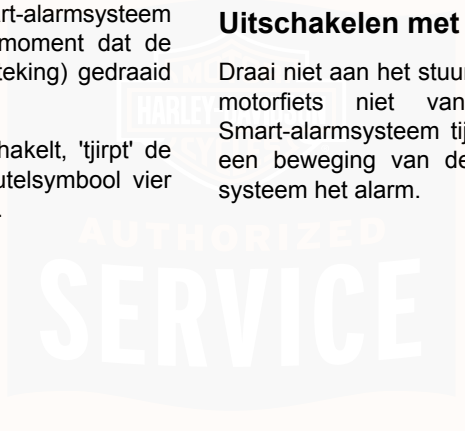 rt-alarmsysteem
moment dat de
teking) gedraaid
hakelt, 'tjirpt' de
utelsymbool vier
Uitschakelen met
Draai niet aan het stuur
motorfiets niet van
Smart-alarmsysteem tij
een beweging van de
systeem het alarm.
HARLEY
AUTHORIZED
SERVICE